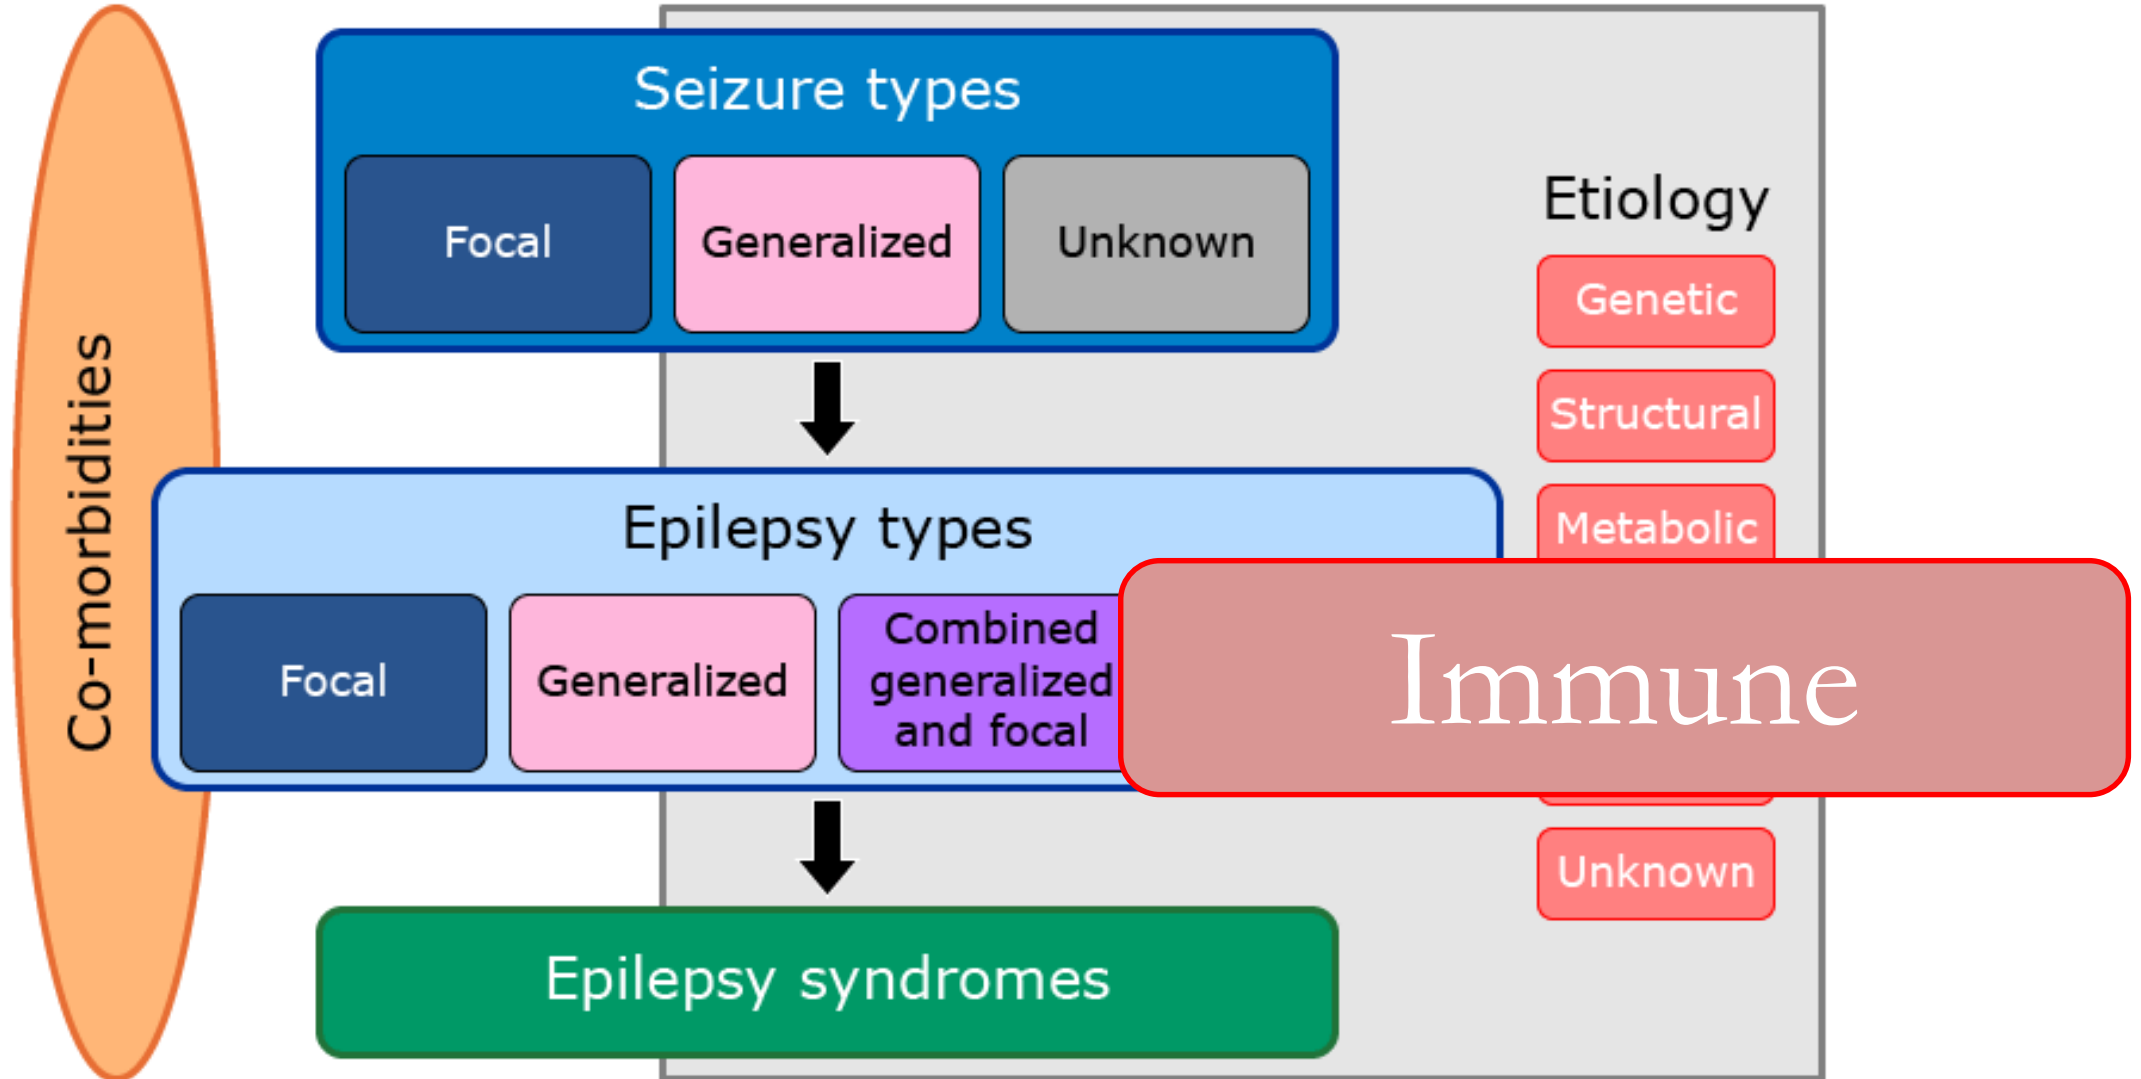 Co-morbidities
Seizure types
Focal
Generalized
Unknown
Epilepsy types
Focal
Generalized
Combined
generalized
and focal
Epilepsy syndromes
Etiology
Genetic
Structural
Metabolic
Immune
Unknown